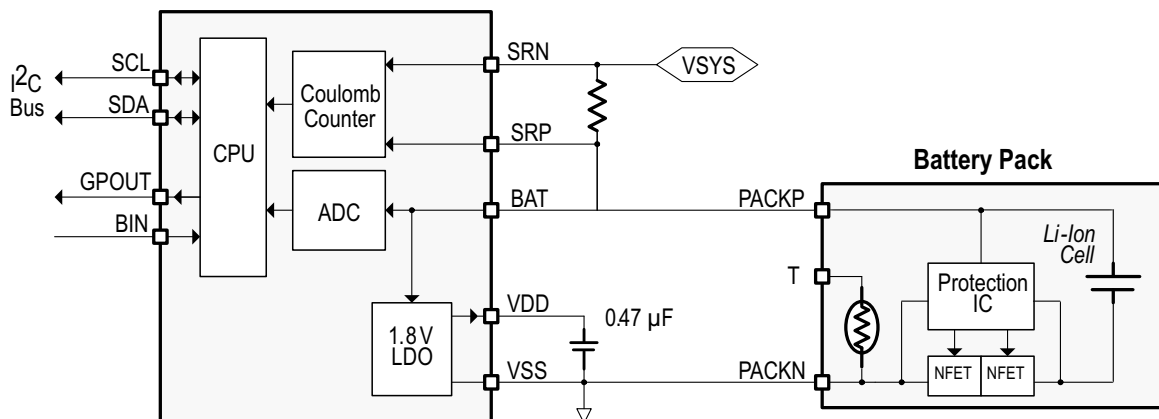 I2C
Bus
SCL
SDA
GPOUT
BIN
CPU
Coulomb
Counter
ADC
1.8 V
LDO
SRN
SRP
BAT
VDD
VSS
VSYS
0.47 µF
PACKP
T
PACKN
Battery Pack
Li-Ion
Cell
Protection
IC
NFET
NFET